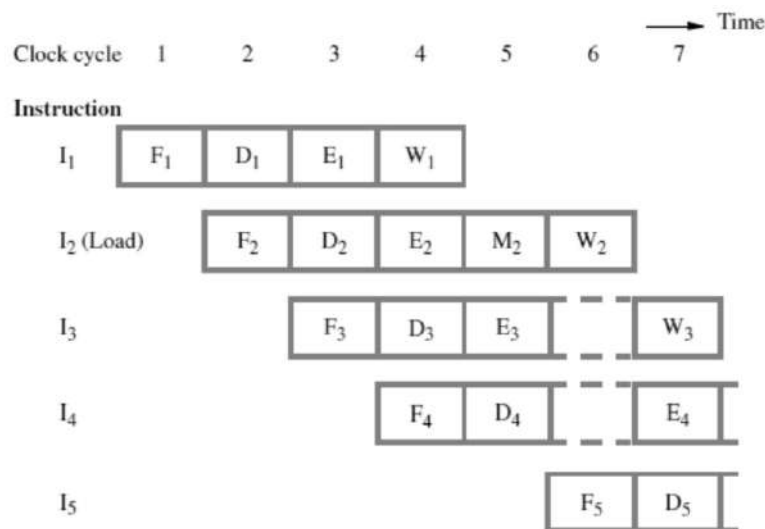 Time
Clock cycle 1 2 3 4 5 6 7
Instruction
I₁ F₁ D₁ E₁ W₁
I₂ (Load) F₂ D₂ E₂ M₂ W₂
I₃ F₃ D₃ E₃ W₃
I₄ F₄ D₄ E₄
I₅ F₅ D₅